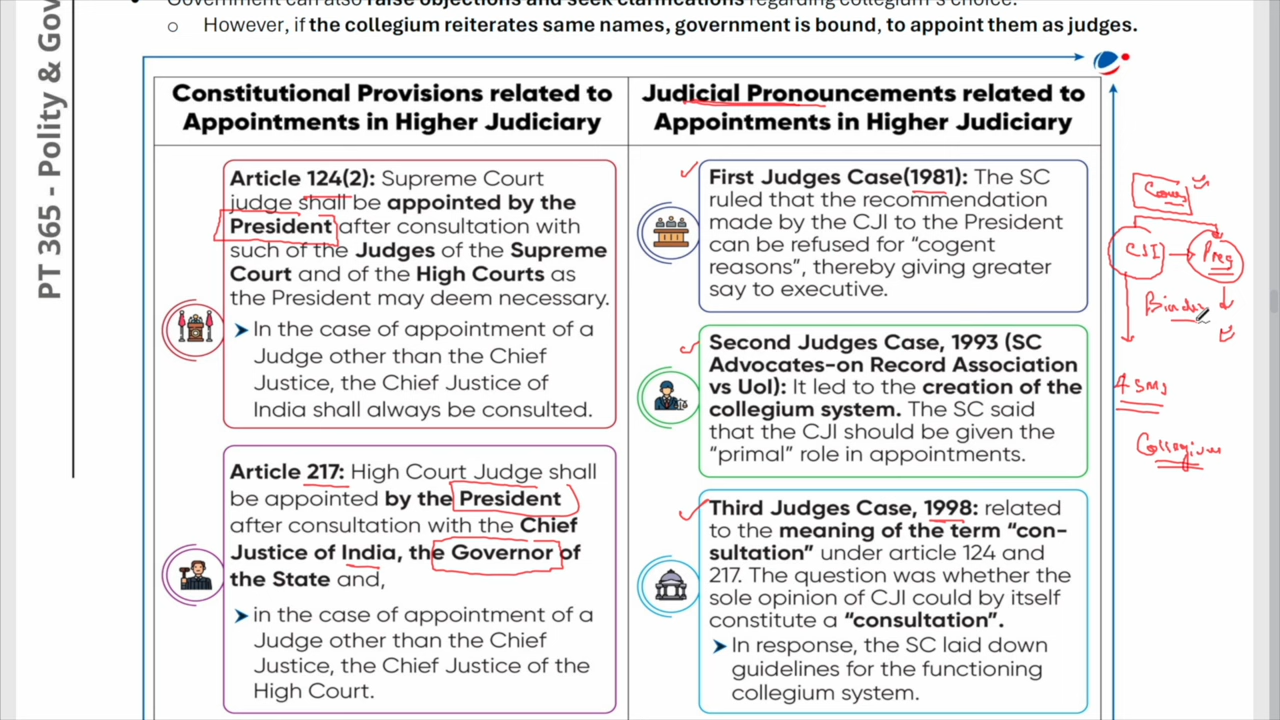 Government can also raise objections and seek clarifications regarding collegium's choice.
o However, if the collegium reiterates same names, government is bound, to appoint them as judges.
PT 365 - Polity & Gov
Constitutional Provisions related to
Appointments in Higher Judiciary
Article 124(2): Supreme Court
judge shall be appointed by the
President after consultation with
such of the Judges of the Supreme
Court and of the High Courts as
the President may deem necessary.
In the case of appointment of a
Judge other than the Chief
Justice, the Chief Justice of
India shall always be consulted.
Article 217: High Court Judge shall
be appointed by the President
after consultation with the Chief
Justice of India, the Governor of
the State and,
in the case of appointment of a
Judge other than the Chief
Justice, the Chief Justice of the
High Court.
Judicial Pronouncements related to
Appointments in Higher Judiciary
First Judges Case(1981): The SC
ruled that the recommendation
made by the CJI to the President
can be refused for "cogent
reasons", thereby giving greater
say to executive.
Second Judges Case, 1993 (SC
Advocates-on Record Association
vs UoI): It led to the creation of the
collegium system. The SC said
that the CJI should be given the
"primal" role in appointments.
Third Judges Case, 1998: related
to the meaning of the term "con-
sultation" under article 124 and
217. The question was whether the
sole opinion of CJI could by itself
constitute a "consultation".
In response, the SC laid down
guidelines for the functioning
collegium system.
CJI
Collegium